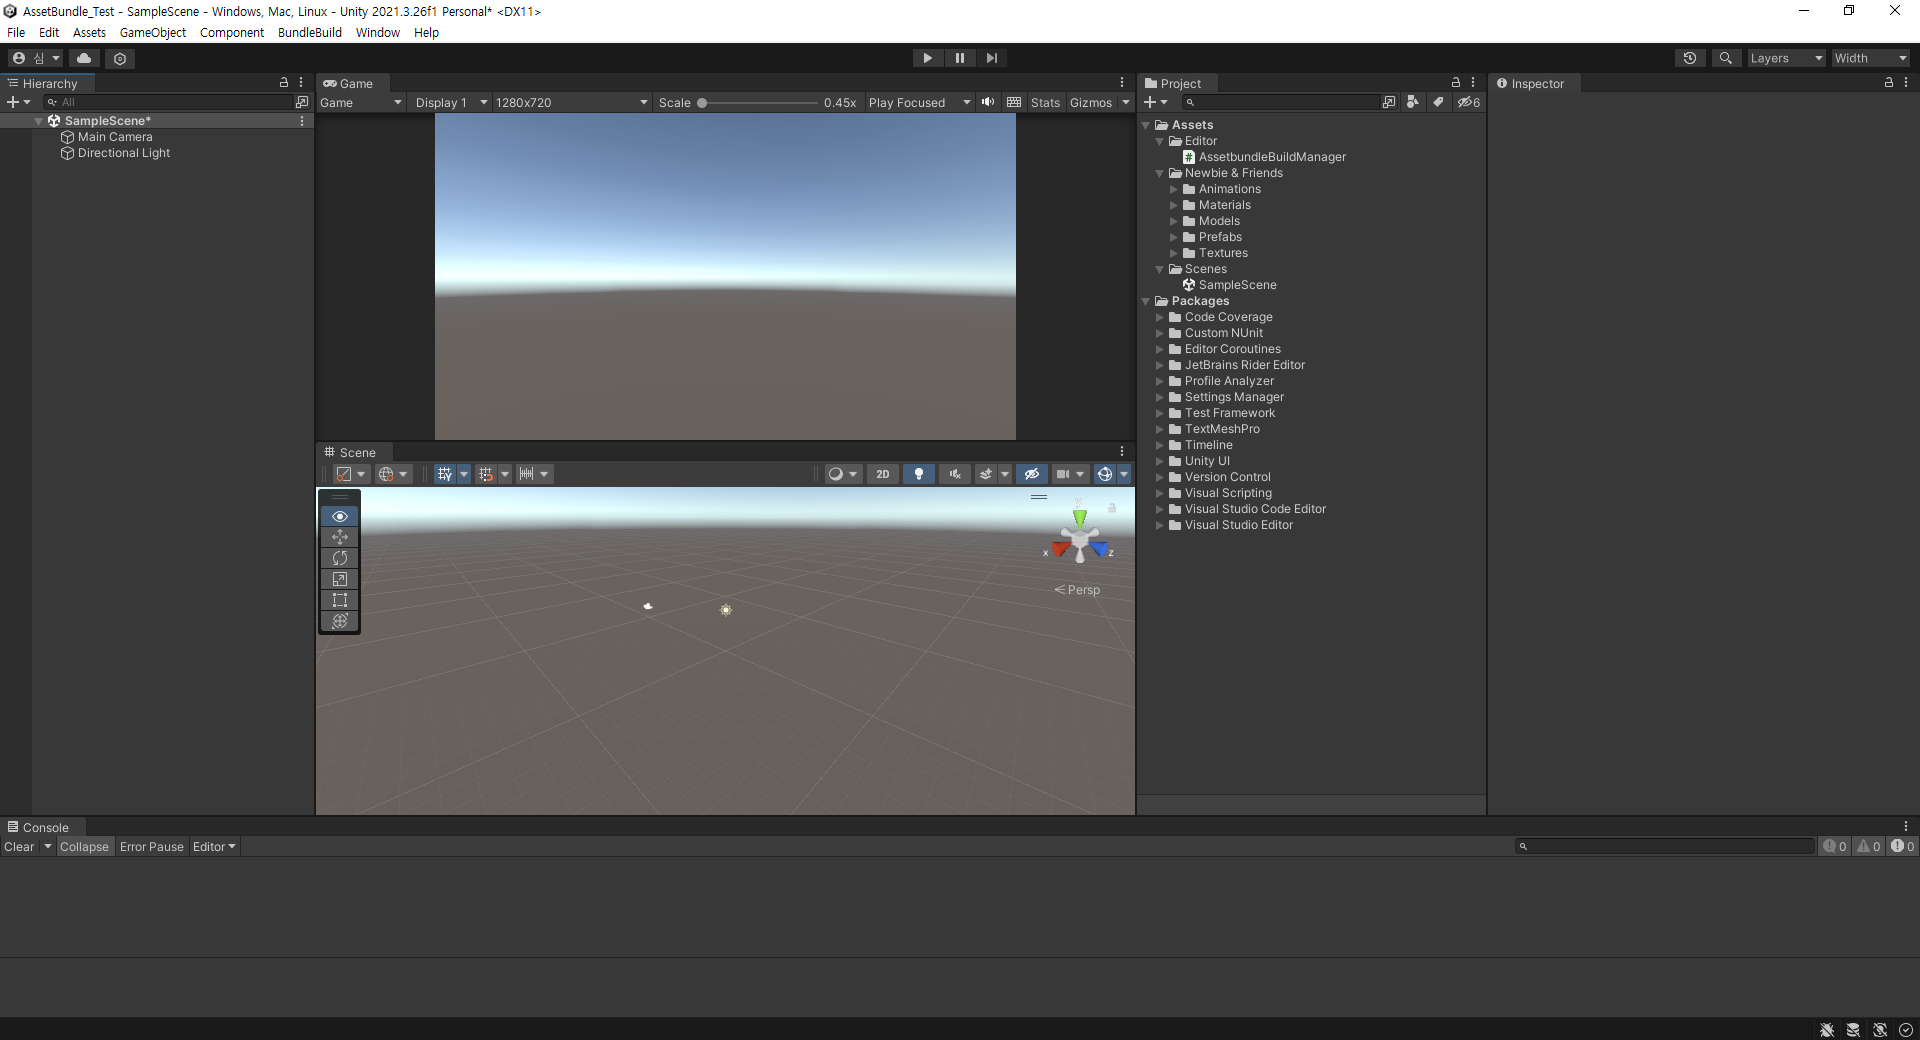 AssetBundle_Test - SampleScene - Windows, Mac, Linux - Unity 2021.3.26f1 Personal* <DX11>
File Edit Assets GameObject Component BundleBuild Window Help
심 Layers Width
Hierarchy
All
SampleScene*
Main Camera
Directional Light
Game
Game Display 1 1280x720 Scale 0.45x Play Focused Stats Gizmos
Scene
2D
y
x z
Persp
Project
6
Assets
Editor
AssetbundleBuildManager
Newbie & Friends
Animations
Materials
Models
Prefabs
Textures
Scenes
SampleScene
Packages
Code Coverage
Custom NUnit
Editor Coroutines
JetBrains Rider Editor
Profile Analyzer
Settings Manager
Test Framework
TextMeshPro
Timeline
Unity UI
Version Control
Visual Scripting
Visual Studio Code Editor
Visual Studio Editor
Inspector
Console
Clear Collapse Error Pause Editor 0 0 0